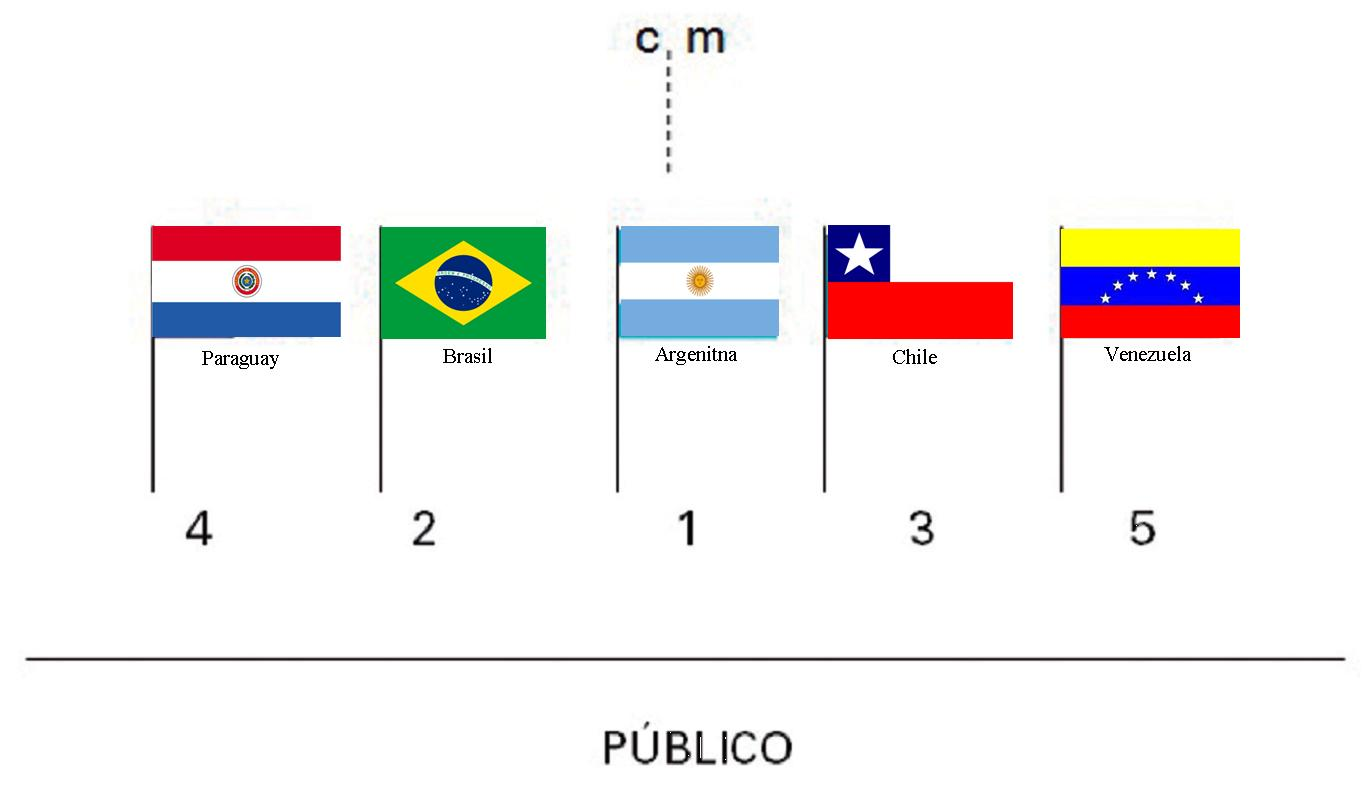 c m
Paraguay Brasil Argenitna Chile Venezuela
4 2 1 3 5
PÚBLICO